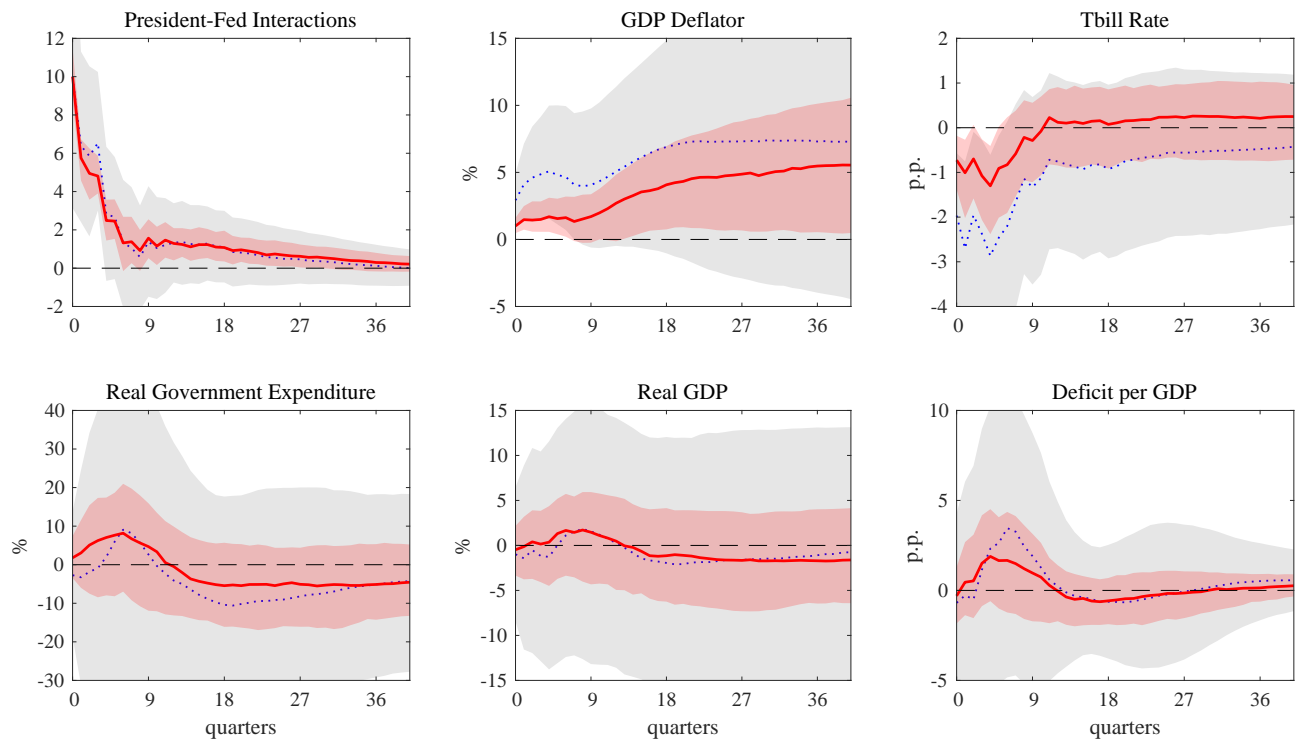 President-Fed Interactions
12
10
8
6
4
2
0
-2
0 9 18 27 36
GDP Deflator
%
15
10
5
0
-5
0 9 18 27 36
Tbill Rate
p.p.
2
1
0
-1
-2
-3
-4
0 9 18 27 36
Real Government Expenditure
%
40
30
20
10
0
-10
-20
-30
0 9 18 27 36
quarters
Real GDP
%
15
10
5
0
-5
-10
-15
0 9 18 27 36
quarters
Deficit per GDP
p.p.
10
5
0
-5
0 9 18 27 36
quarters